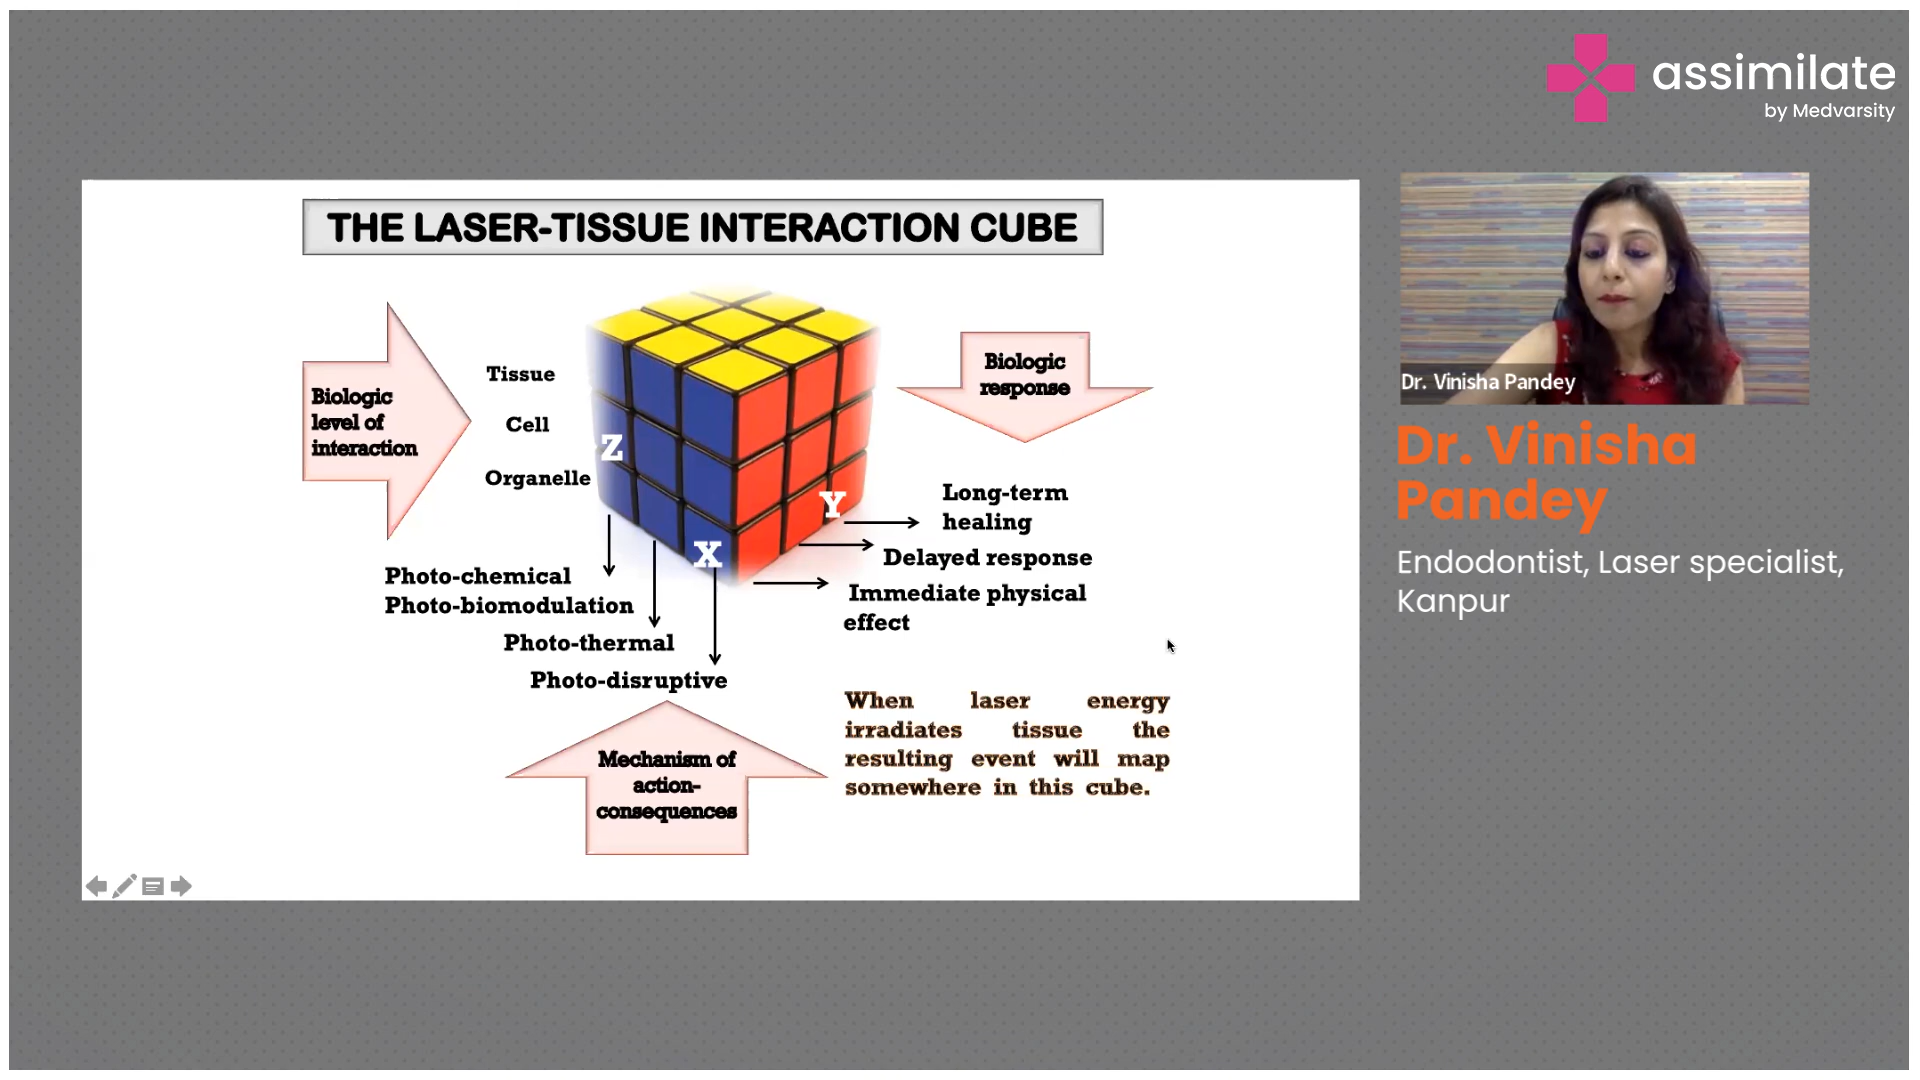 assimilate
by Medvarsity
THE LASER-TISSUE INTERACTION CUBE
Biologic
level of
interaction
Tissue
Cell
Organelle
Z
X
Y
Biologic
response
Long-term
healing
Delayed response
Immediate physical
effect
Photo-chemical
Photo-biomodulation
Photo-thermal
Photo-disruptive
Mechanism of
action-
consequences
When laser energy
irradiates tissue the
resulting event will map
somewhere in this cube.
Dr. Vinisha Pandey
Dr. Vinisha
Pandey
Endodontist, Laser specialist,
Kanpur